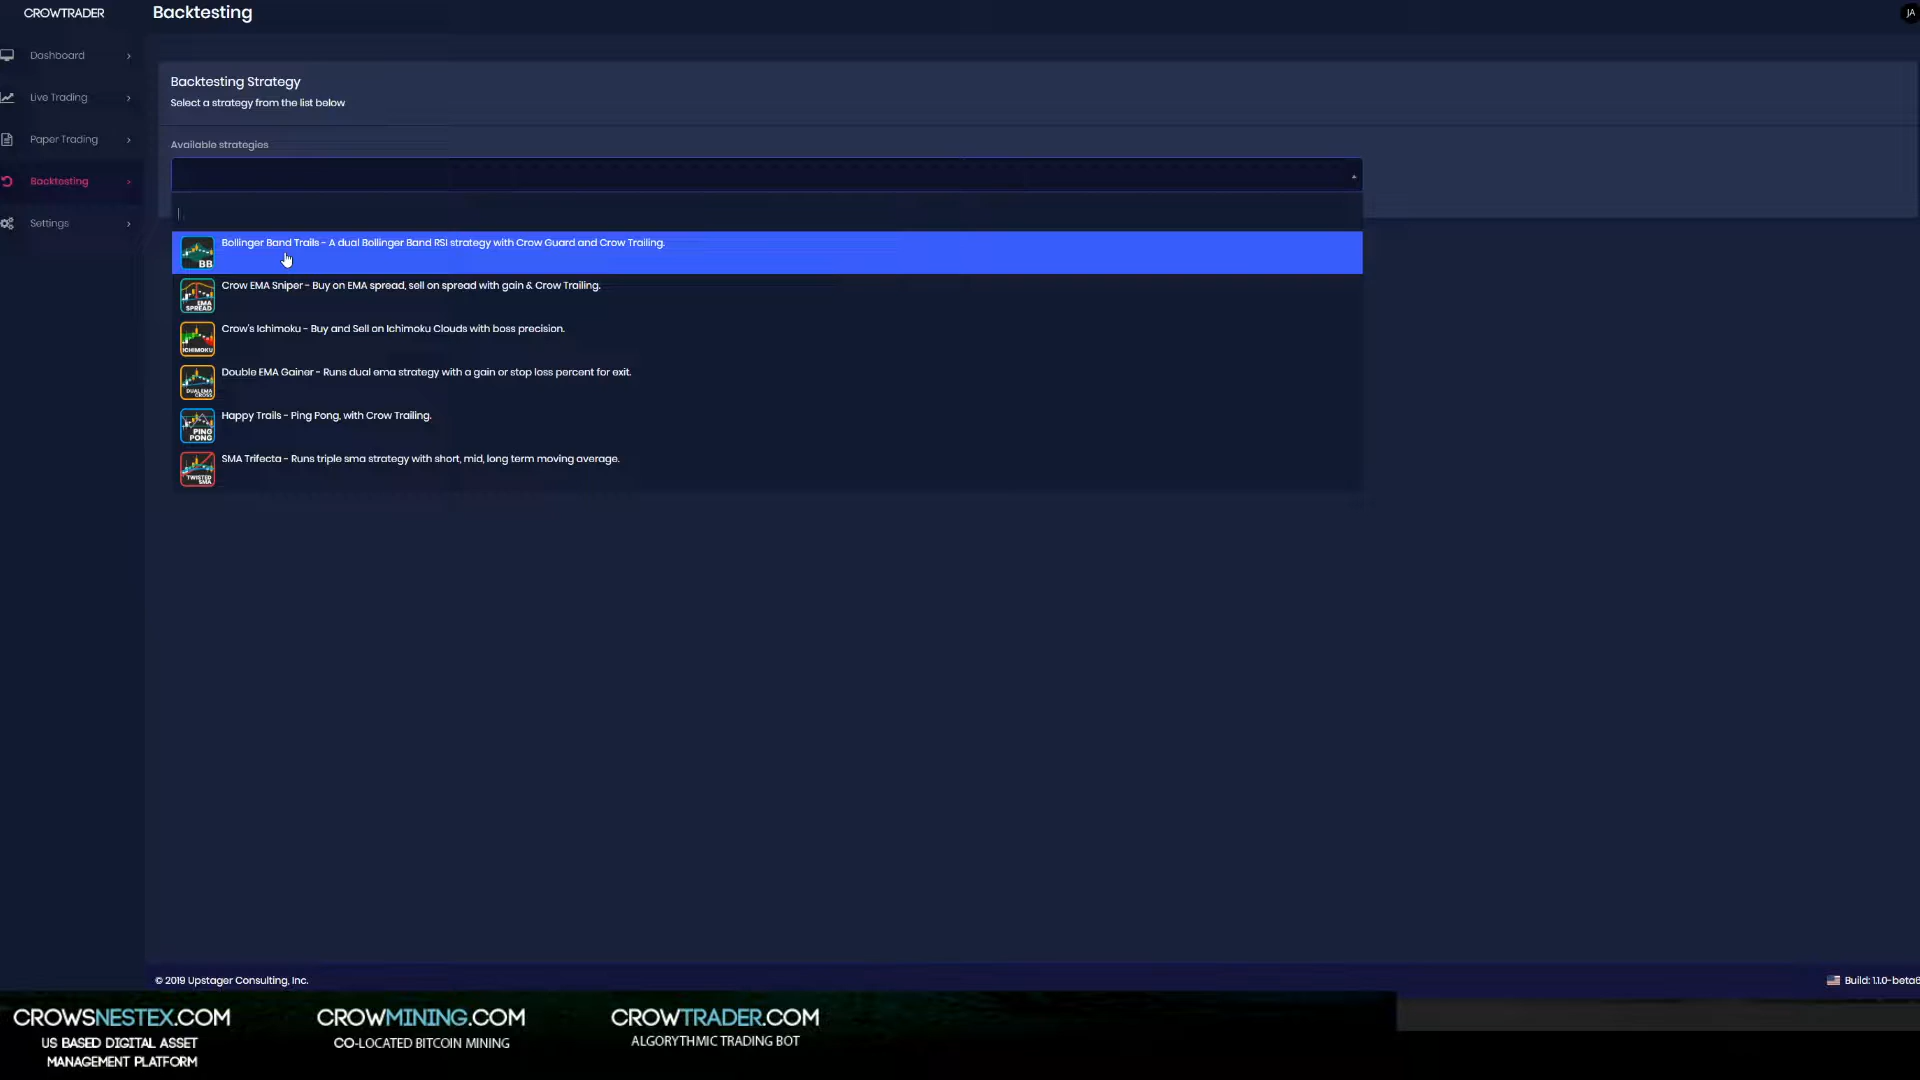 CROWTRADER
Backtesting
JA
Dashboard
Live Trading
Paper Trading
Backtesting
Settings
Backtesting Strategy
Select a strategy from the list below
Available strategies
BB
Bollinger Band Trails - A dual Bollinger Band RSI strategy with Crow Guard and Crow Trailing.
EMA
SPREAD
Crow EMA Sniper - Buy on EMA spread, sell on spread with gain & Crow Trailing.
ICHIMOKU
Crow's Ichimoku - Buy and Sell on Ichimoku Clouds with boss precision.
DUAL EMA
CROSS
Double EMA Gainer - Runs dual ema strategy with a gain or stop loss percent for exit.
PING
PONG
Happy Trails - Ping Pong, with Crow Trailing.
TWISTED
SMA
SMA Trifecta - Runs triple sma strategy with short, mid, long term moving average.
© 2019 Upstager Consulting, Inc.
Build: 1.1.0-beta6
CROWSNESTEX.COM
US BASED DIGITAL ASSET
MANAGEMENT PLATFORM
CROWMINING.COM
CO-LOCATED BITCOIN MINING
CROWTRADER.COM
ALGORYTHMIC TRADING BOT